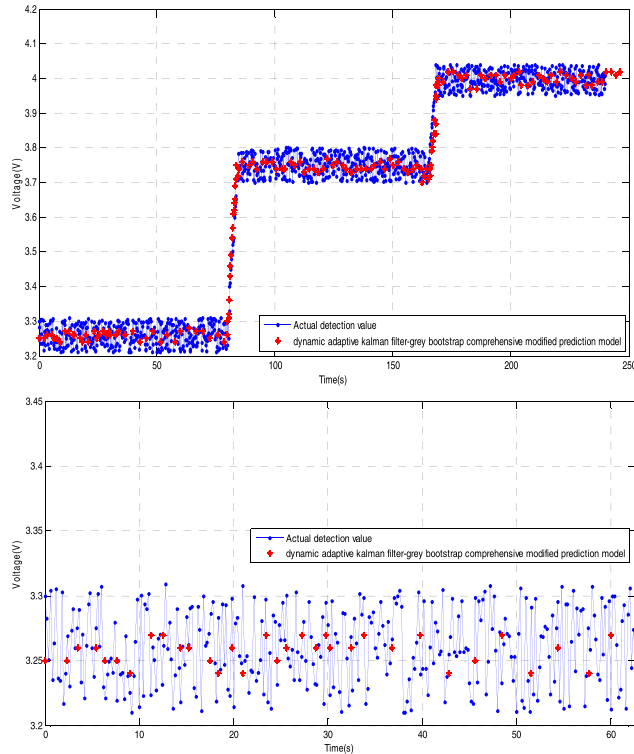 4.2
4.1
4
3.9
3.8
3.7
3.6
3.5
3.4
3.3
3.2
Voltage(V)
Actual detection value
dynamic adaptive kalman filter-grey bootstrap comprehensive modified prediction model
0 50 100 150 200 250
Time(s)
3.45
3.4
3.35
3.3
3.25
3.2
Voltage(V)
Actual detection value
dynamic adaptive kalman filter-grey bootstrap comprehensive modified prediction model
0 10 20 30 40 50 60
Time(s)